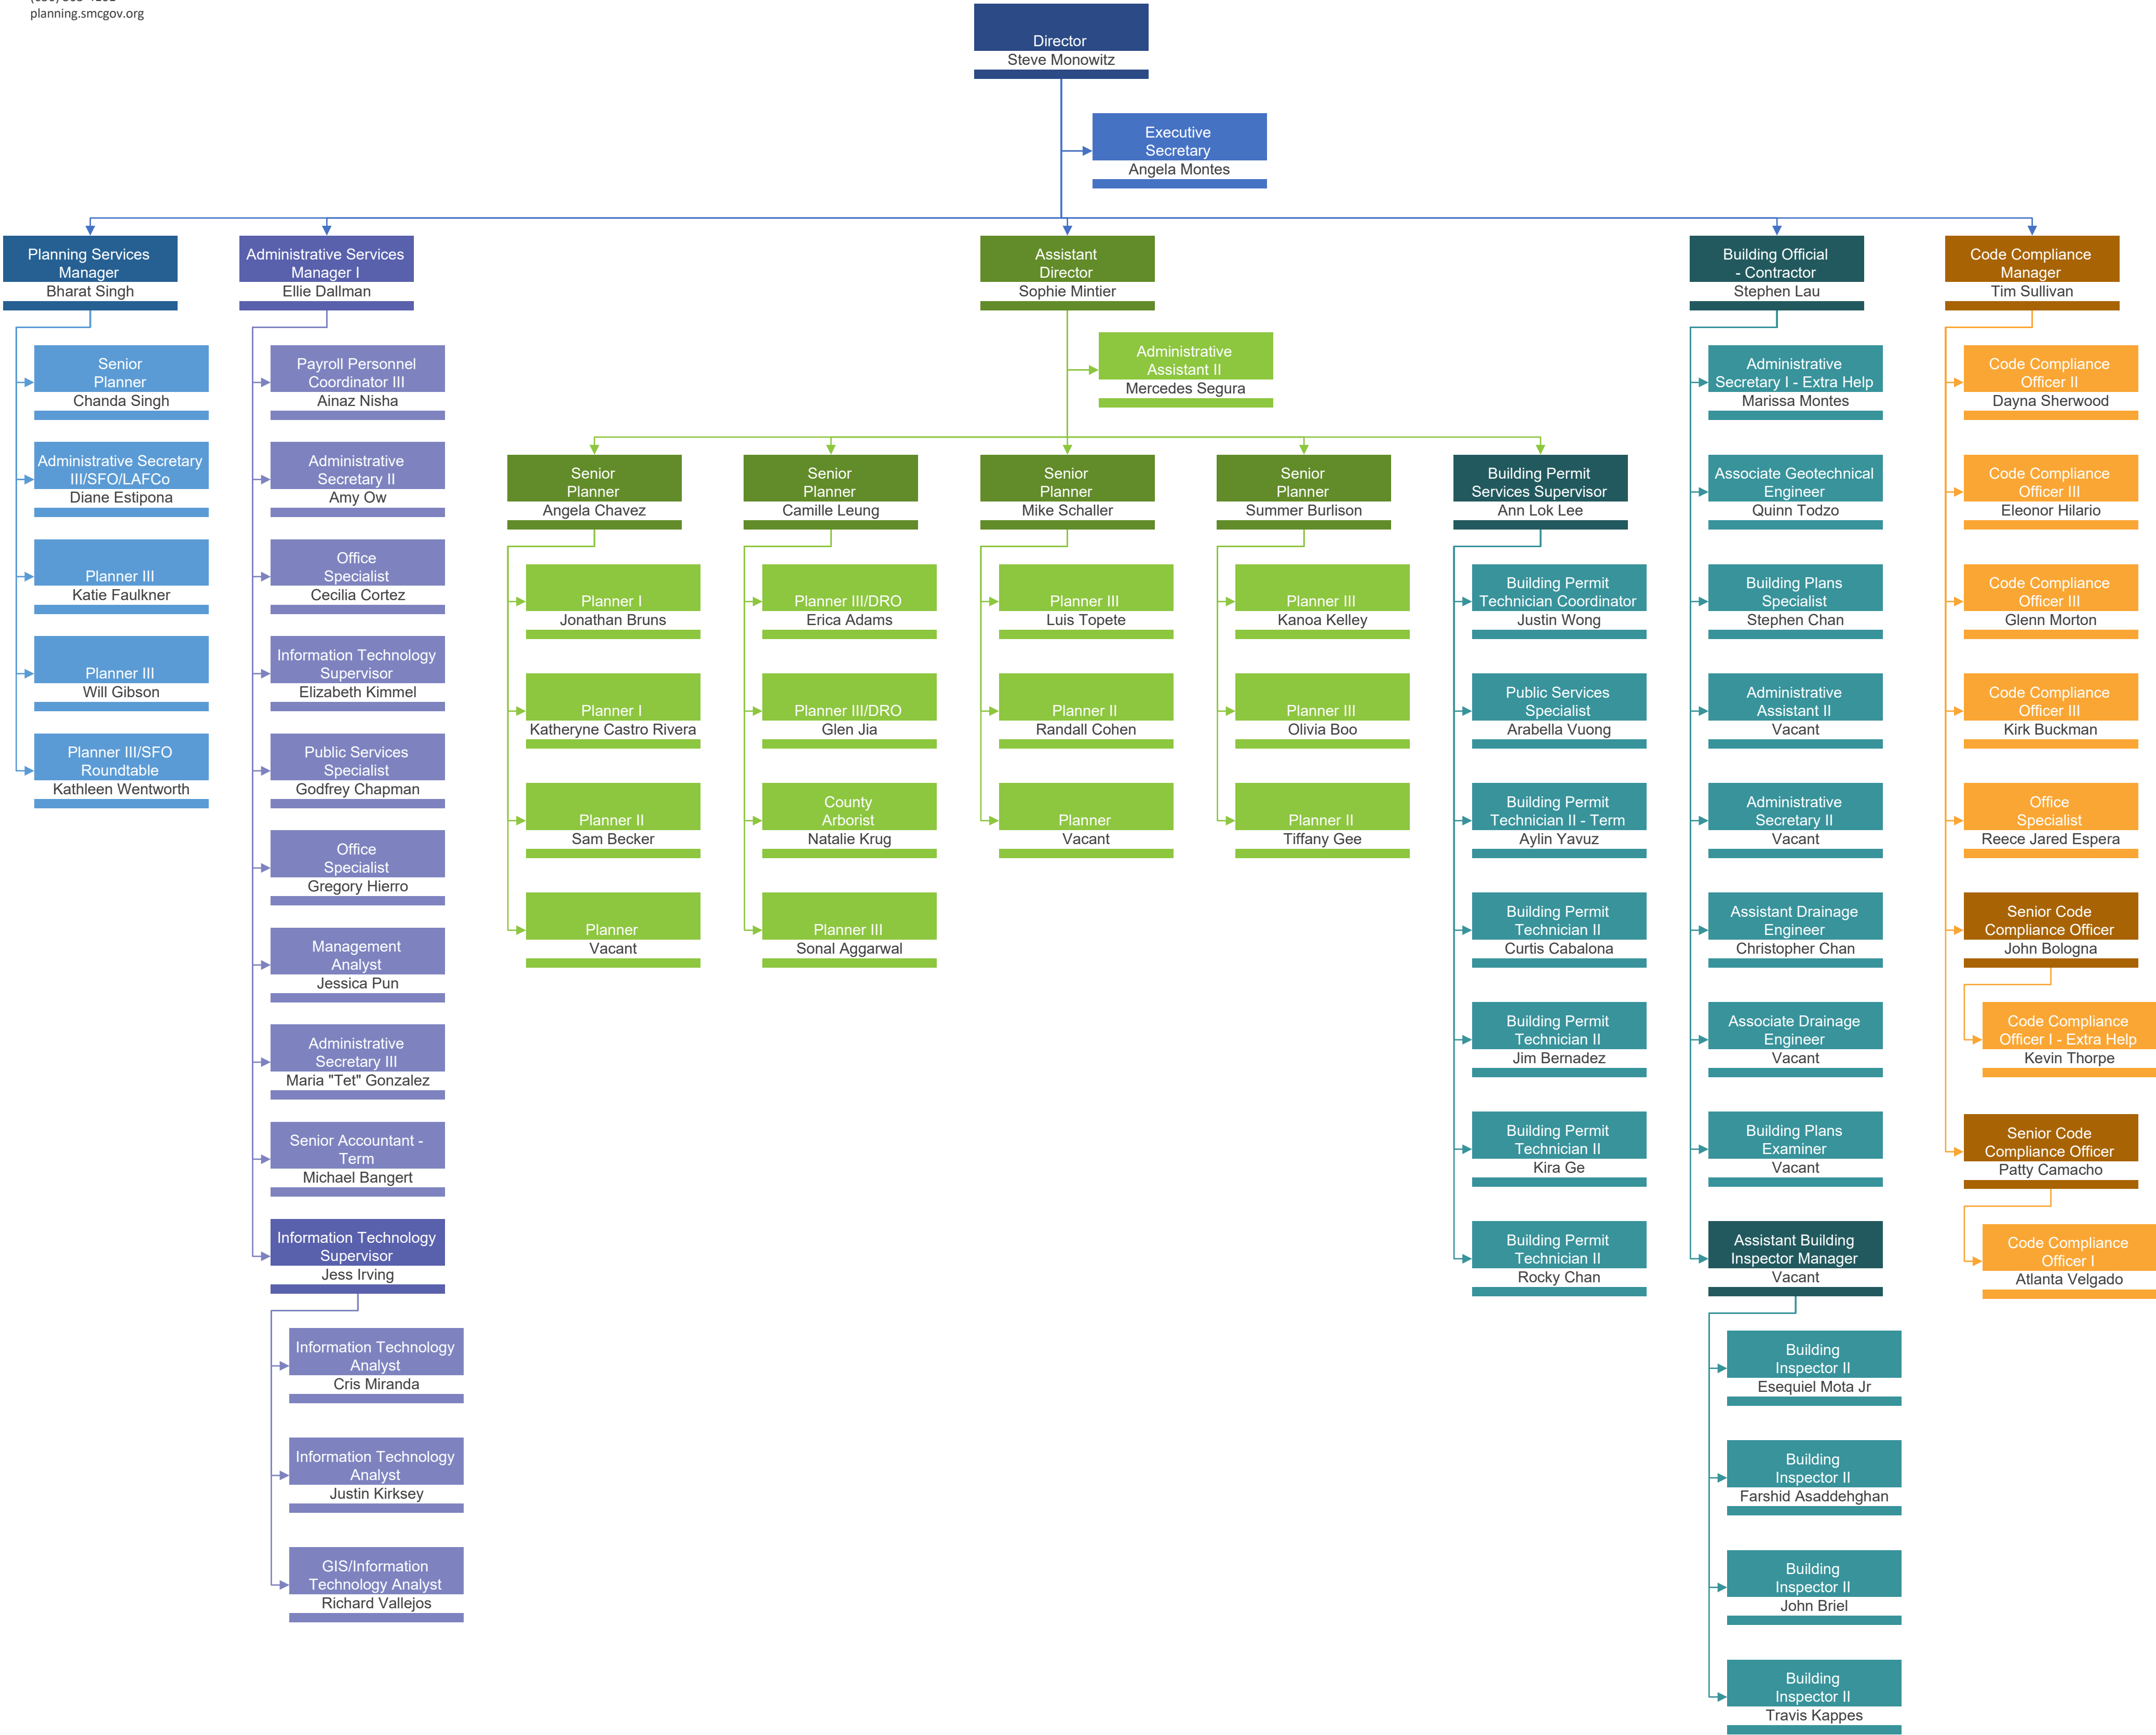 planning.smcgov.org
Director
Steve Monowitz
Executive
Secretary
Angela Montes
Planning Services
Manager
Bharat Singh
Senior
Planner
Chanda Singh
Administrative Secretary
III/SFO/LAFCo
Diane Estipona
Planner III
Katie Faulkner
Planner III
Will Gibson
Planner III/SFO
Roundtable
Kathleen Wentworth
Administrative Services
Manager I
Ellie Dallman
Payroll Personnel
Coordinator III
Ainaz Nisha
Administrative
Secretary II
Amy Ow
Office
Specialist
Cecilia Cortez
Information Technology
Supervisor
Elizabeth Kimmel
Public Services
Specialist
Godfrey Chapman
Office
Specialist
Gregory Hierro
Management
Analyst
Jessica Pun
Administrative
Secretary III
Maria "Tet" Gonzalez
Senior Accountant -
Term
Michael Bangert
Information Technology
Supervisor
Jess Irving
Information Technology
Analyst
Cris Miranda
Information Technology
Analyst
Justin Kirksey
GIS/Information
Technology Analyst
Richard Vallejos
Assistant
Director
Sophie Mintier
Administrative
Assistant II
Mercedes Segura
Senior
Planner
Angela Chavez
Planner I
Jonathan Bruns
Planner I
Katheryne Castro Rivera
Planner II
Sam Becker
Planner
Vacant
Senior
Planner
Camille Leung
Planner III/DRO
Erica Adams
Planner III/DRO
Glen Jia
County
Arborist
Natalie Krug
Planner III
Sonal Aggarwal
Senior
Planner
Mike Schaller
Planner III
Luis Topete
Planner II
Randall Cohen
Planner
Vacant
Senior
Planner
Summer Burlison
Planner III
Kanoa Kelley
Planner III
Olivia Boo
Planner II
Tiffany Gee
Building Permit
Services Supervisor
Ann Lok Lee
Building Permit
Technician Coordinator
Justin Wong
Public Services
Specialist
Arabella Vuong
Building Permit
Technician II - Term
Aylin Yavuz
Building Permit
Technician II
Curtis Cabalona
Building Permit
Technician II
Jim Bernadez
Building Permit
Technician II
Kira Ge
Building Permit
Technician II
Rocky Chan
Building Official
- Contractor
Stephen Lau
Administrative
Secretary I - Extra Help
Marissa Montes
Associate Geotechnical
Engineer
Quinn Todzo
Building Plans
Specialist
Stephen Chan
Administrative
Assistant II
Vacant
Administrative
Secretary II
Vacant
Assistant Drainage
Engineer
Christopher Chan
Associate Drainage
Engineer
Vacant
Building Plans
Examiner
Vacant
Assistant Building
Inspector Manager
Vacant
Building
Inspector II
Esequiel Mota Jr
Building
Inspector II
Farshid Asaddehghan
Building
Inspector II
John Briel
Building
Inspector II
Travis Kappes
Code Compliance
Manager
Tim Sullivan
Code Compliance
Officer II
Dayna Sherwood
Code Compliance
Officer III
Eleonor Hilario
Code Compliance
Officer III
Glenn Morton
Code Compliance
Officer III
Kirk Buckman
Office
Specialist
Reece Jared Espera
Senior Code
Compliance Officer
John Bologna
Code Compliance
Officer I - Extra Help
Kevin Thorpe
Senior Code
Compliance Officer
Patty Camacho
Code Compliance
Officer I
Atlanta Velgado